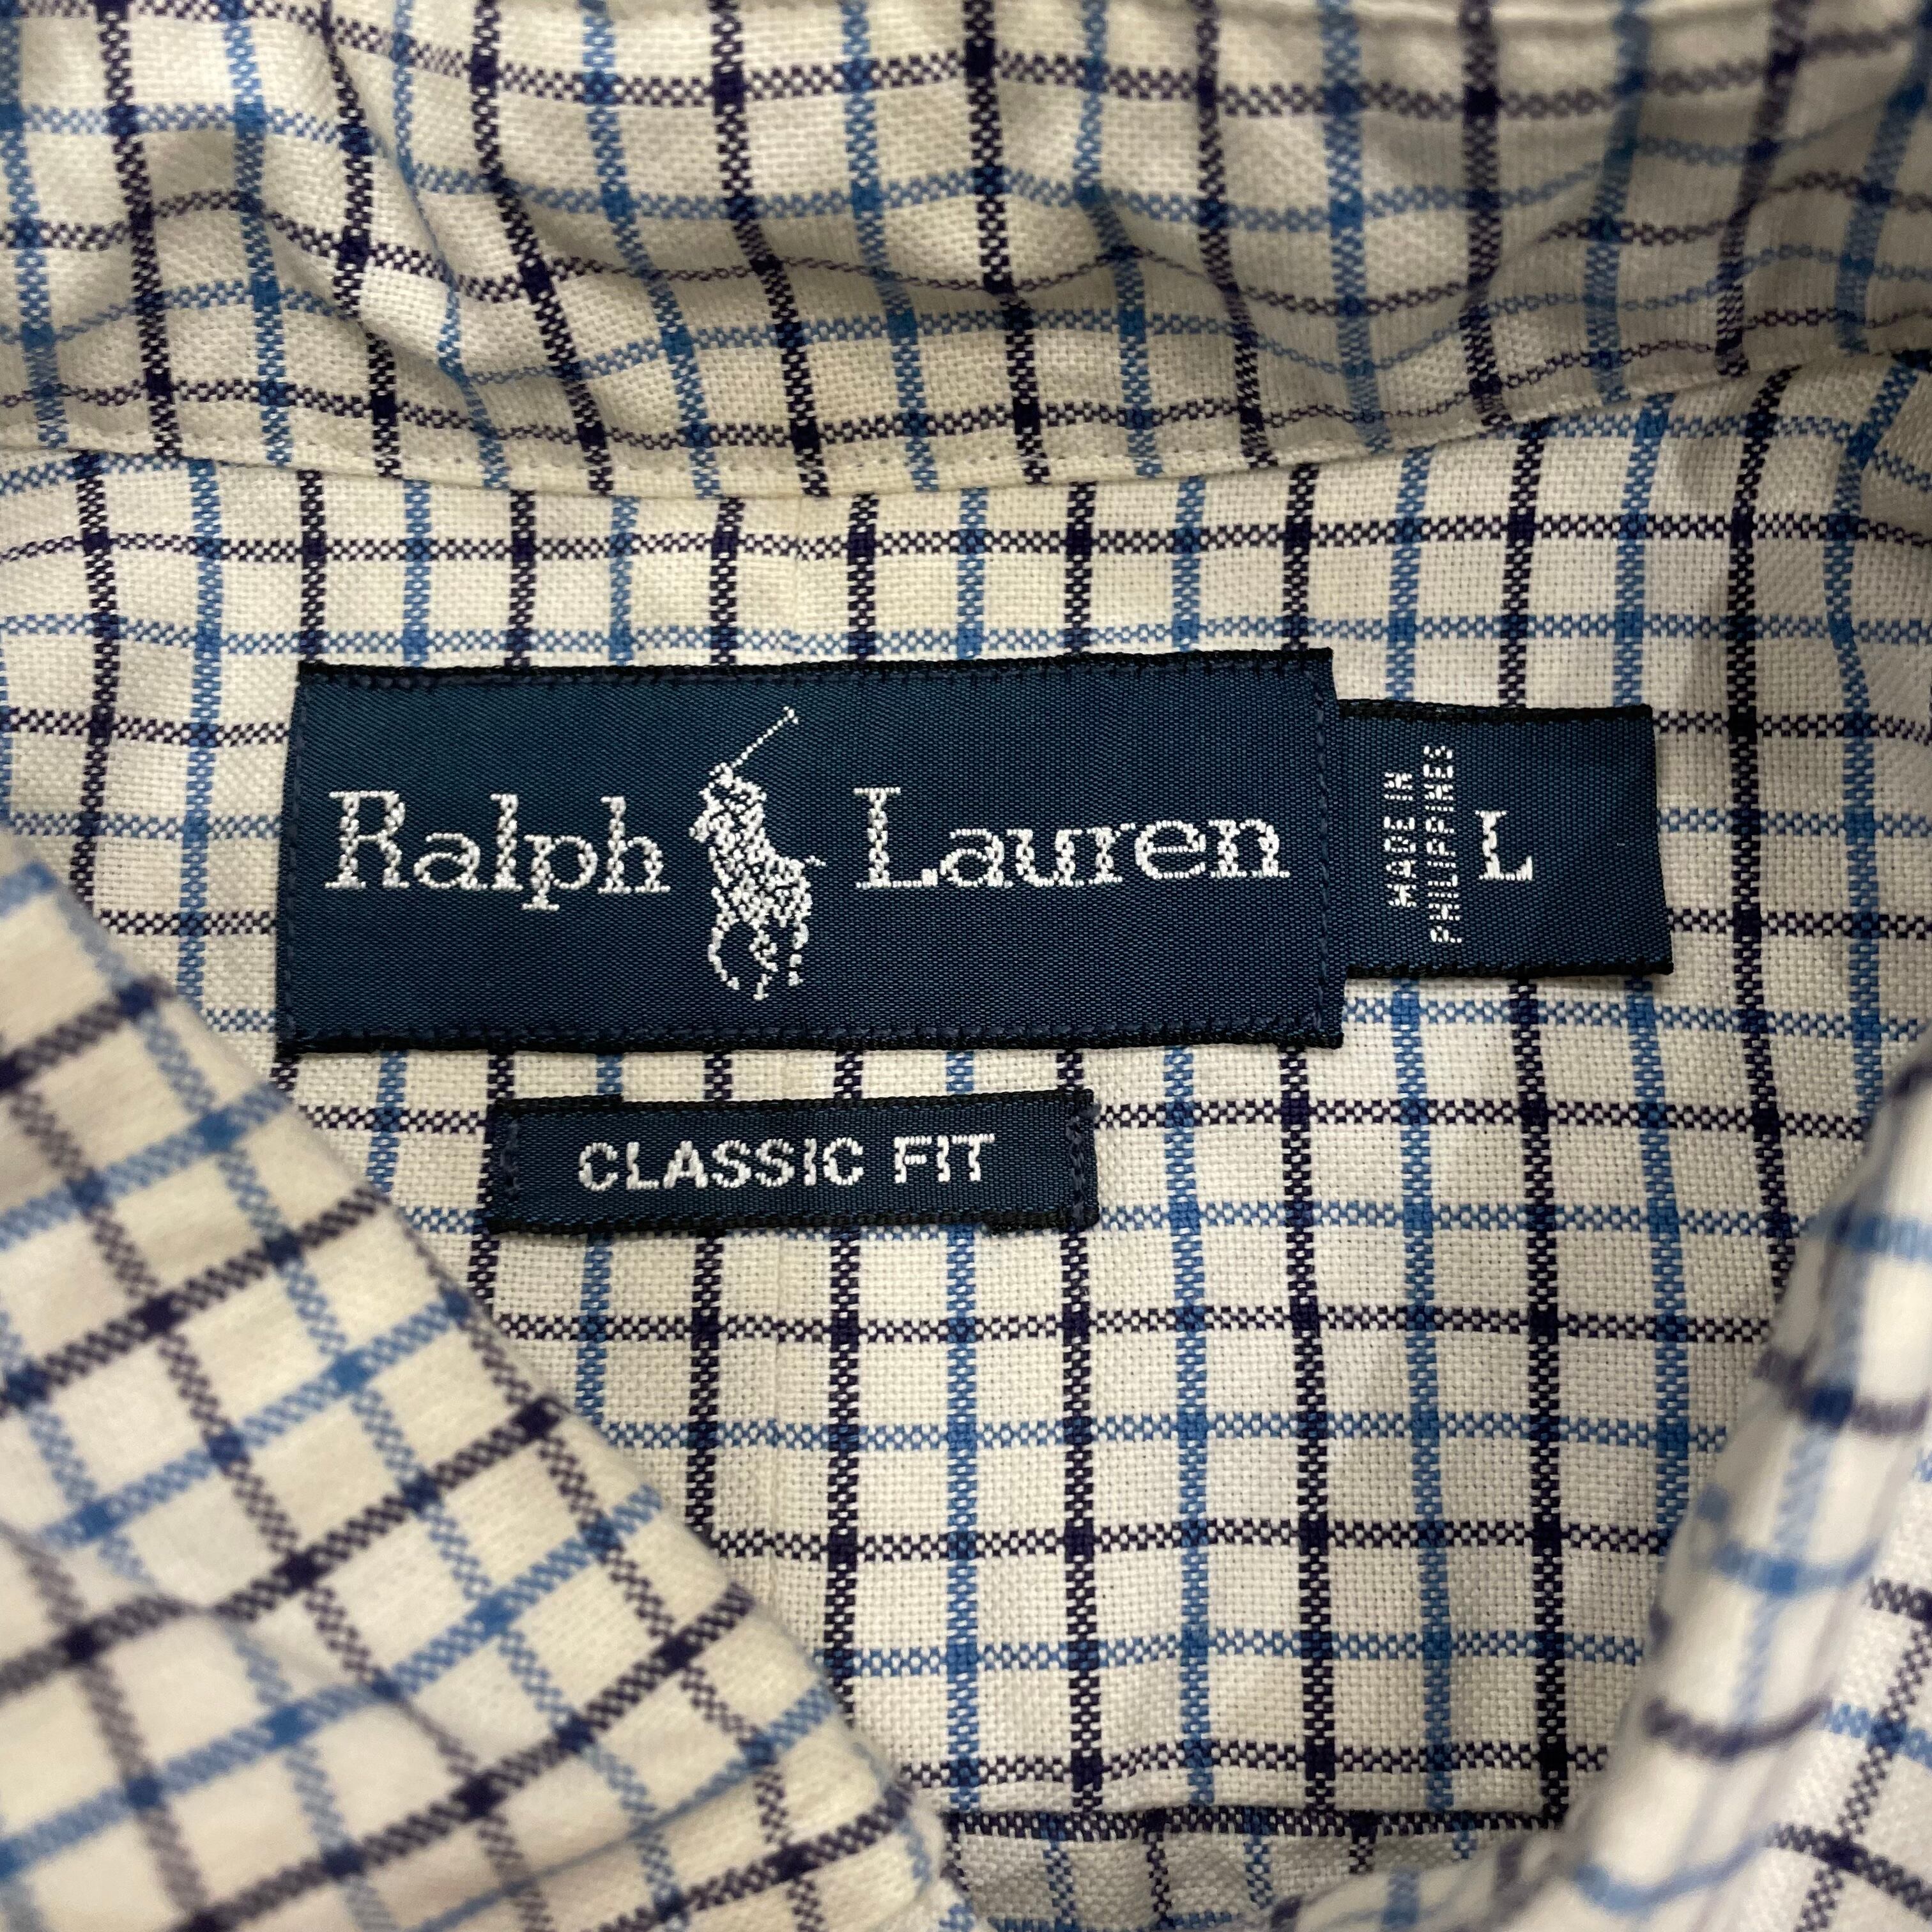 Ralph Lauren
MADE IN
PHILIPPINES
L
CLASSIC FIT